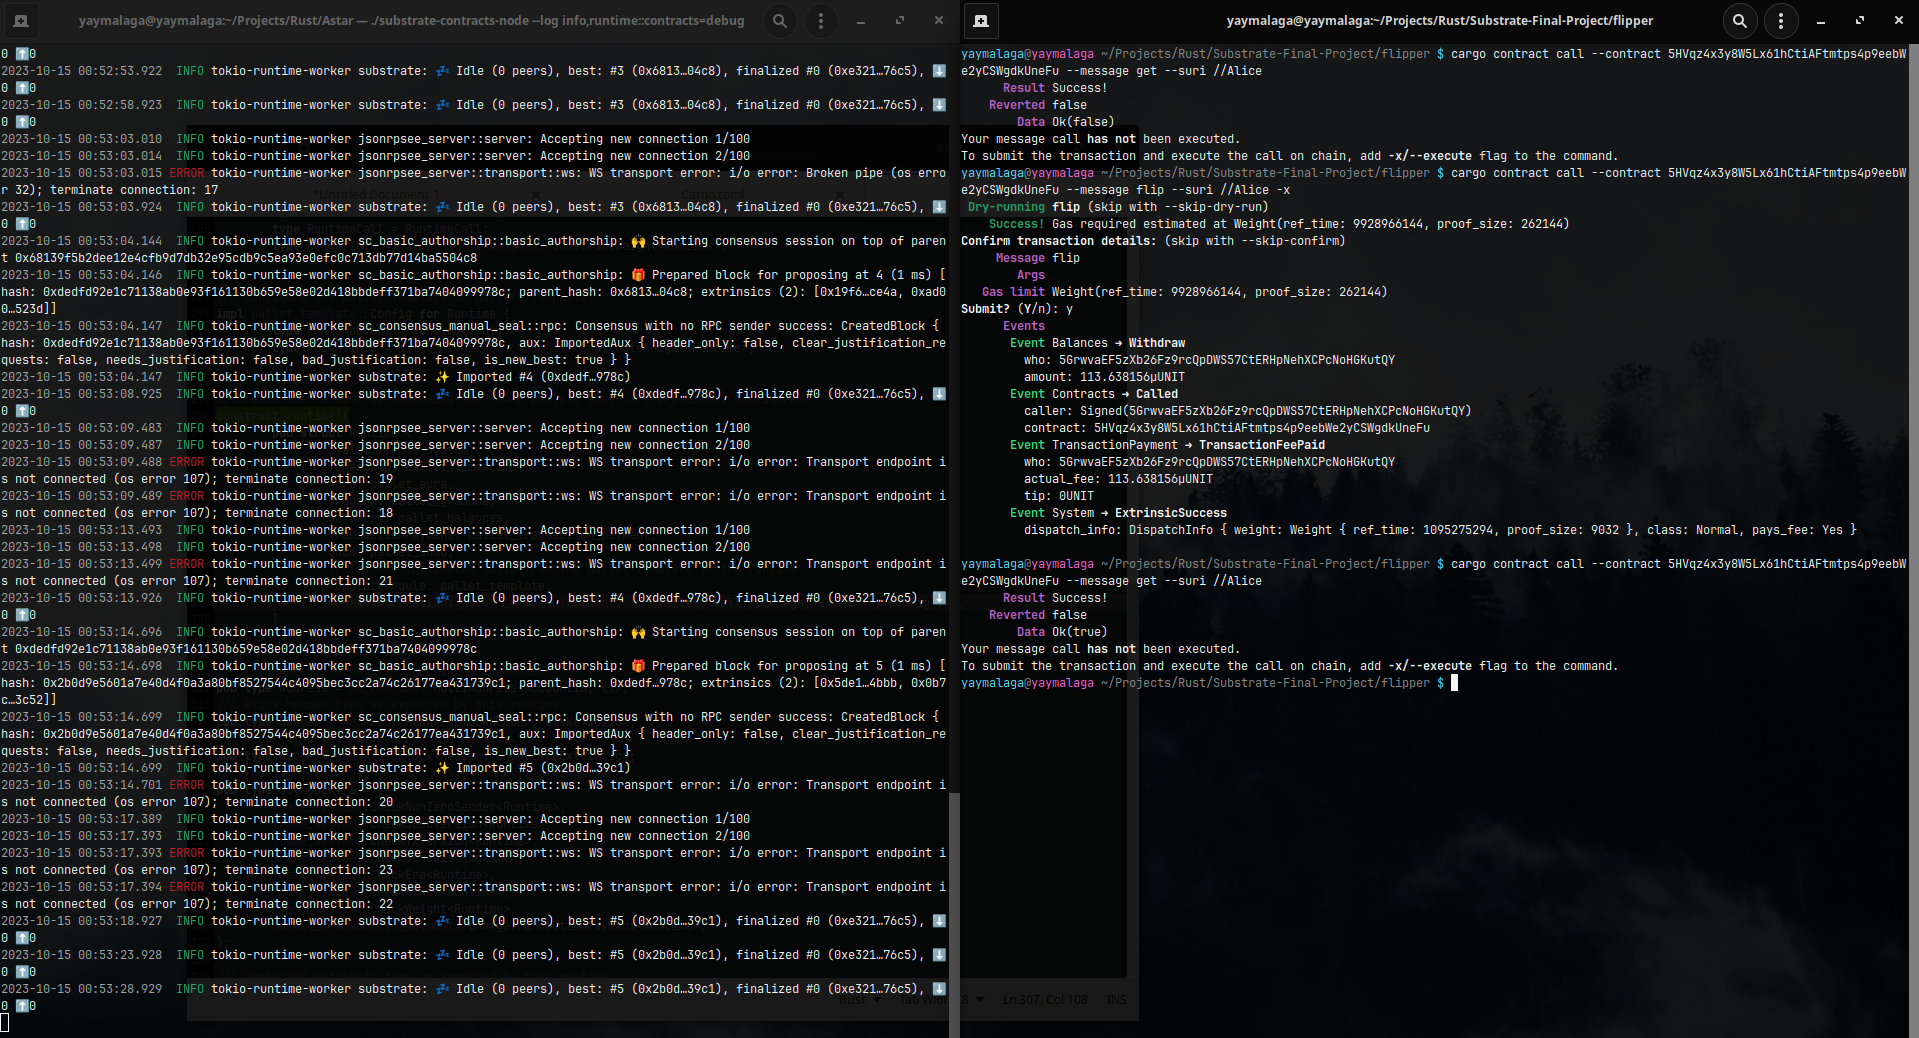 yaymalaga@yaymalaga:~/Projects/Rust/Astar — ./substrate-contracts-node --log info,runtime::contracts=debug
0 ⬆️0
2023-10-15 00:52:53.922  INFO tokio-runtime-worker substrate: 💤 Idle (0 peers), best: #3 (0x6813…04c8), finalized #0 (0xe321…76c5), ⬇️
0 ⬆️0
2023-10-15 00:52:58.923  INFO tokio-runtime-worker substrate: 💤 Idle (0 peers), best: #3 (0x6813…04c8), finalized #0 (0xe321…76c5), ⬇️
0 ⬆️0
2023-10-15 00:53:03.010  INFO tokio-runtime-worker jsonrpsee_server::server: Accepting new connection 1/100
2023-10-15 00:53:03.014  INFO tokio-runtime-worker jsonrpsee_server::server: Accepting new connection 2/100
2023-10-15 00:53:03.015 ERROR tokio-runtime-worker jsonrpsee_server::transport::ws: WS transport error: i/o error: Broken pipe (os erro
r 32); terminate connection: 17
2023-10-15 00:53:03.924  INFO tokio-runtime-worker substrate: 💤 Idle (0 peers), best: #3 (0x6813…04c8), finalized #0 (0xe321…76c5), ⬇️
0 ⬆️0
2023-10-15 00:53:04.144  INFO tokio-runtime-worker sc_basic_authorship::basic_authorship: 🙌 Starting consensus session on top of paren
t 0x68139f5b2dee12e4cfb9d7db32e95cdb9c5ea93e0efc0c713db77d14ba5504c8
2023-10-15 00:53:04.146  INFO tokio-runtime-worker sc_basic_authorship::basic_authorship: 🎁 Prepared block for proposing at 4 (1 ms) [
hash: 0xdedfd92e1c71138ab0e93f161130b659e58e02d418bbdeff371ba7404099978c; parent_hash: 0x6813…04c8; extrinsics (2): [0x19f6…ce4a, 0xad0
0…523d]]
2023-10-15 00:53:04.147  INFO tokio-runtime-worker sc_consensus_manual_seal::rpc: Consensus with no RPC sender success: CreatedBlock {
hash: 0xdedfd92e1c71138ab0e93f161130b659e58e02d418bbdeff371ba7404099978c, aux: ImportedAux { header_only: false, clear_justification_re
quests: false, needs_justification: false, bad_justification: false, is_new_best: true } }
2023-10-15 00:53:04.147  INFO tokio-runtime-worker substrate: ✨ Imported #4 (0xdedf…978c)
2023-10-15 00:53:08.925  INFO tokio-runtime-worker substrate: 💤 Idle (0 peers), best: #4 (0xdedf…978c), finalized #0 (0xe321…76c5), ⬇️
0 ⬆️0
2023-10-15 00:53:09.483  INFO tokio-runtime-worker jsonrpsee_server::server: Accepting new connection 1/100
2023-10-15 00:53:09.487  INFO tokio-runtime-worker jsonrpsee_server::server: Accepting new connection 2/100
2023-10-15 00:53:09.488 ERROR tokio-runtime-worker jsonrpsee_server::transport::ws: WS transport error: i/o error: Transport endpoint i
s not connected (os error 107); terminate connection: 19
2023-10-15 00:53:09.489 ERROR tokio-runtime-worker jsonrpsee_server::transport::ws: WS transport error: i/o error: Transport endpoint i
s not connected (os error 107); terminate connection: 18
2023-10-15 00:53:13.493  INFO tokio-runtime-worker jsonrpsee_server::server: Accepting new connection 1/100
2023-10-15 00:53:13.498  INFO tokio-runtime-worker jsonrpsee_server::server: Accepting new connection 2/100
2023-10-15 00:53:13.499 ERROR tokio-runtime-worker jsonrpsee_server::transport::ws: WS transport error: i/o error: Transport endpoint i
s not connected (os error 107); terminate connection: 21
2023-10-15 00:53:13.926  INFO tokio-runtime-worker substrate: 💤 Idle (0 peers), best: #4 (0xdedf…978c), finalized #0 (0xe321…76c5), ⬇️
0 ⬆️0
2023-10-15 00:53:14.696  INFO tokio-runtime-worker sc_basic_authorship::basic_authorship: 🙌 Starting consensus session on top of paren
t 0xdedfd92e1c71138ab0e93f161130b659e58e02d418bbdeff371ba7404099978c
2023-10-15 00:53:14.698  INFO tokio-runtime-worker sc_basic_authorship::basic_authorship: 🎁 Prepared block for proposing at 5 (1 ms) [
hash: 0x2b0d9e5601a7e40d4f0a3a80bf8527544c4095bec3cc2a74c26177ea431739c1; parent_hash: 0xdedf…978c; extrinsics (2): [0x5de1…4bbb, 0x0b7
c…3c52]]
2023-10-15 00:53:14.699  INFO tokio-runtime-worker sc_consensus_manual_seal::rpc: Consensus with no RPC sender success: CreatedBlock {
hash: 0x2b0d9e5601a7e40d4f0a3a80bf8527544c4095bec3cc2a74c26177ea431739c1, aux: ImportedAux { header_only: false, clear_justification_re
quests: false, needs_justification: false, bad_justification: false, is_new_best: true } }
2023-10-15 00:53:14.699  INFO tokio-runtime-worker substrate: ✨ Imported #5 (0x2b0d…39c1)
2023-10-15 00:53:14.701 ERROR tokio-runtime-worker jsonrpsee_server::transport::ws: WS transport error: i/o error: Transport endpoint i
s not connected (os error 107); terminate connection: 20
2023-10-15 00:53:17.389  INFO tokio-runtime-worker jsonrpsee_server::server: Accepting new connection 1/100
2023-10-15 00:53:17.393  INFO tokio-runtime-worker jsonrpsee_server::server: Accepting new connection 2/100
2023-10-15 00:53:17.393 ERROR tokio-runtime-worker jsonrpsee_server::transport::ws: WS transport error: i/o error: Transport endpoint i
s not connected (os error 107); terminate connection: 23
2023-10-15 00:53:17.394 ERROR tokio-runtime-worker jsonrpsee_server::transport::ws: WS transport error: i/o error: Transport endpoint i
s not connected (os error 107); terminate connection: 22
2023-10-15 00:53:18.927  INFO tokio-runtime-worker substrate: 💤 Idle (0 peers), best: #5 (0x2b0d…39c1), finalized #0 (0xe321…76c5), ⬇️
0 ⬆️0
2023-10-15 00:53:23.928  INFO tokio-runtime-worker substrate: 💤 Idle (0 peers), best: #5 (0x2b0d…39c1), finalized #0 (0xe321…76c5), ⬇️
0 ⬆️0
2023-10-15 00:53:28.929  INFO tokio-runtime-worker substrate: 💤 Idle (0 peers), best: #5 (0x2b0d…39c1), finalized #0 (0xe321…76c5), ⬇️
0 ⬆️0
Rust Tab Width 8 Ln 307, Col 108 INS
yaymalaga@yaymalaga:~/Projects/Rust/Substrate-Final-Project/flipper
yaymalaga@yaymalaga ~/Projects/Rust/Substrate-Final-Project/flipper $ cargo contract call --contract 5HVqz4x3y8W5Lx61hCtiAFtmtps4p9eebW
e2yCSWgdkUneFu --message get --suri //Alice
Result Success!
Reverted false
Data Ok(false)
Your message call has not been executed.
To submit the transaction and execute the call on chain, add -x/--execute flag to the command.
yaymalaga@yaymalaga ~/Projects/Rust/Substrate-Final-Project/flipper $ cargo contract call --contract 5HVqz4x3y8W5Lx61hCtiAFtmtps4p9eebW
e2yCSWgdkUneFu --message flip --suri //Alice -x
Dry-running flip (skip with --skip-dry-run)
Success! Gas required estimated at Weight(ref_time: 9928966144, proof_size: 262144)
Confirm transaction details: (skip with --skip-confirm)
Message flip
Args
Gas limit Weight(ref_time: 9928966144, proof_size: 262144)
Submit? (Y/n): y
Events
Event Balances ➜ Withdraw
who: 5GrwvaEF5zXb26Fz9rcQpDWS57CtERHpNehXCPcNoHGKutQY
amount: 113.638156μUNIT
Event Contracts ➜ Called
caller: Signed(5GrwvaEF5zXb26Fz9rcQpDWS57CtERHpNehXCPcNoHGKutQY)
contract: 5HVqz4x3y8W5Lx61hCtiAFtmtps4p9eebWe2yCSWgdkUneFu
Event TransactionPayment ➜ TransactionFeePaid
who: 5GrwvaEF5zXb26Fz9rcQpDWS57CtERHpNehXCPcNoHGKutQY
actual_fee: 113.638156μUNIT
tip: 0UNIT
Event System ➜ ExtrinsicSuccess
dispatch_info: DispatchInfo { weight: Weight { ref_time: 1095275294, proof_size: 9032 }, class: Normal, pays_fee: Yes }
yaymalaga@yaymalaga ~/Projects/Rust/Substrate-Final-Project/flipper $ cargo contract call --contract 5HVqz4x3y8W5Lx61hCtiAFtmtps4p9eebW
e2yCSWgdkUneFu --message get --suri //Alice
Result Success!
Reverted false
Data Ok(true)
Your message call has not been executed.
To submit the transaction and execute the call on chain, add -x/--execute flag to the command.
yaymalaga@yaymalaga ~/Projects/Rust/Substrate-Final-Project/flipper $